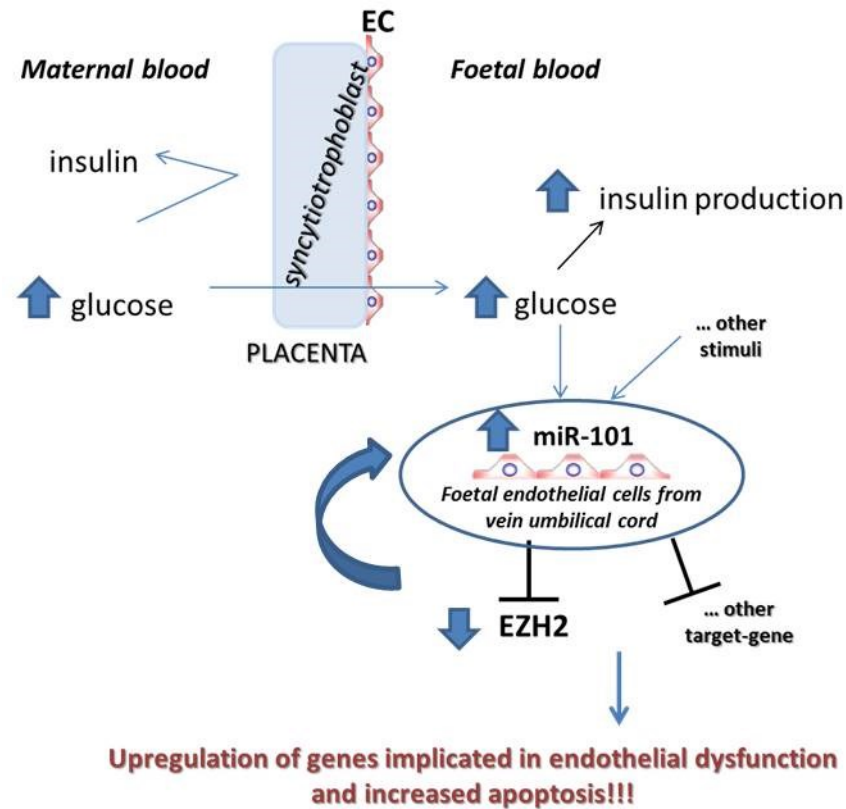 EC
Maternal blood
Foetal blood
syncytiotrophoblast
insulin
insulin production
glucose
glucose
PLACENTA
... other
stimuli
miR-101
Foetal endothelial cells from
vein umbilical cord
EZH2
... other
target-gene
Upregulation of genes implicated in endothelial dysfunction
and increased apoptosis!!!